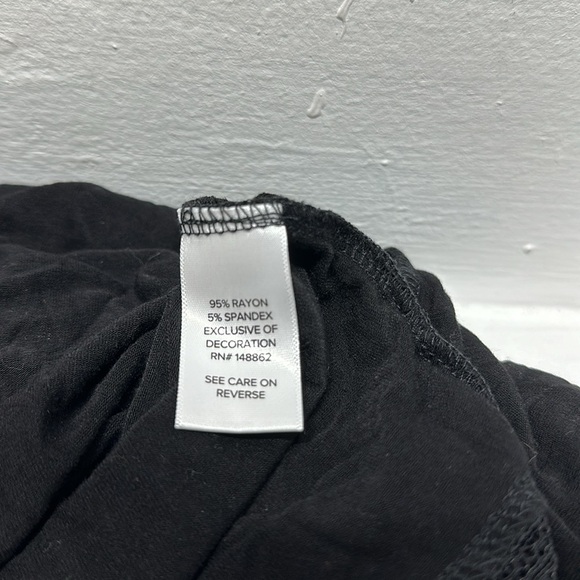 95% RAYON
5% SPANDEX
EXCLUSIVE OF
DECORATION
RN# 148862
SEE CARE ON
REVERSE